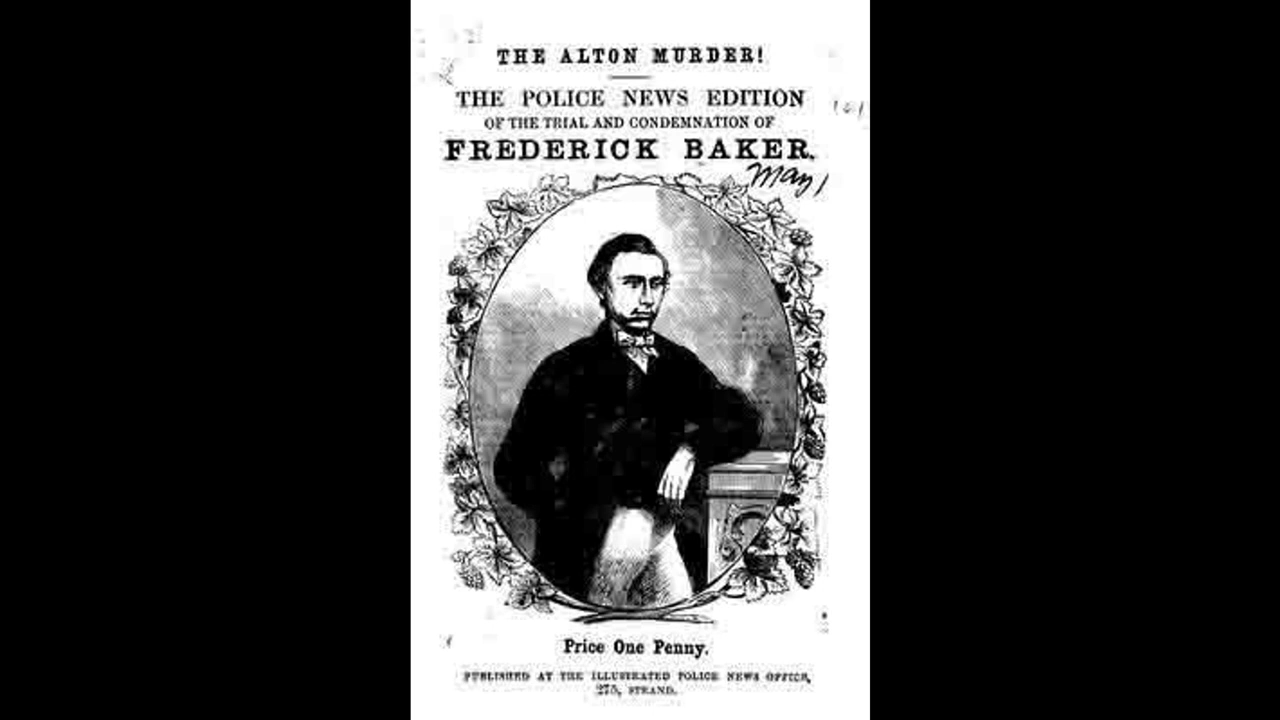 THE ALTON MURDER!
THE POLICE NEWS EDITION
OF THE TRIAL AND CONDEMNATION OF
FREDERICK BAKER.
May 1
Price One Penny.
PUBLISHED AT THE ILLUSTRATED POLICE NEWS OFFICE,
275, STRAND.